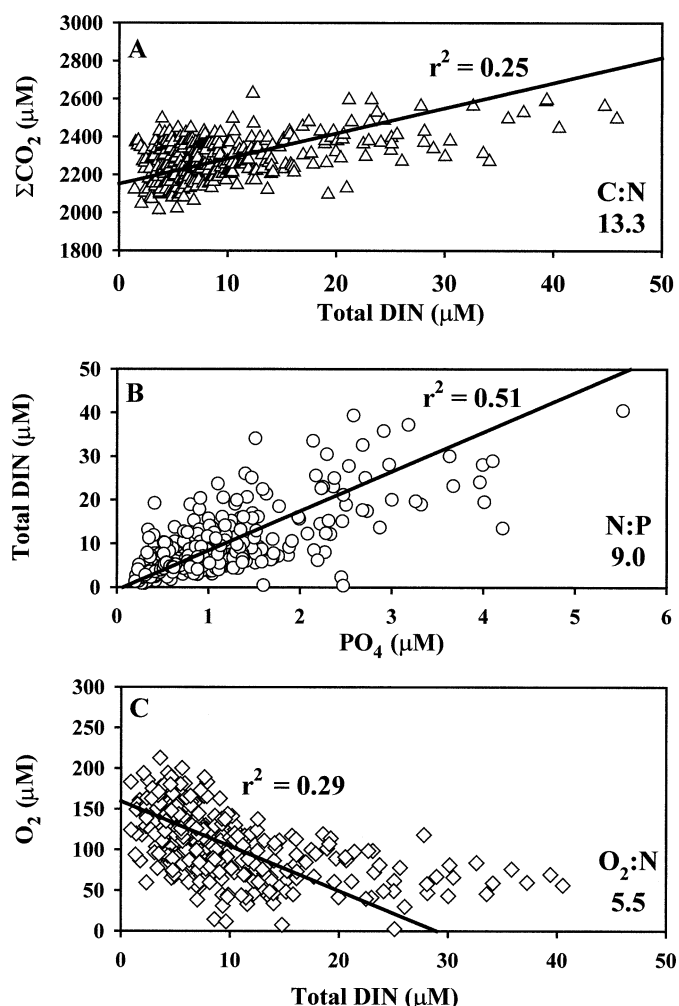 A
r² = 0.25
3000
2800
2600
2400
2200
2000
1800
ΣCO₂ (μM)
C:N
13.3
0 10 20 30 40 50
Total DIN (μM)
B
r² = 0.51
50
40
30
20
10
0
Total DIN (μM)
N:P
9.0
0 1 2 3 4 5 6
PO₄ (μM)
C
r² = 0.29
300
250
200
150
100
50
0
O₂ (μM)
O₂:N
5.5
0 10 20 30 40 50
Total DIN (μM)